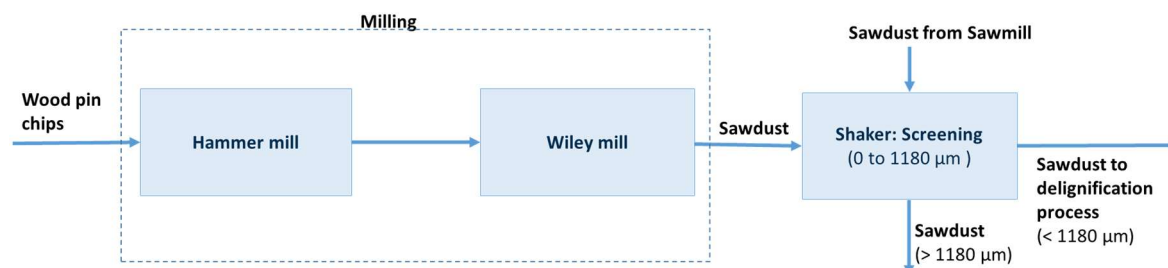 Milling
Sawdust from Sawmill
Wood pin
chips
Hammer mill
Wiley mill
Sawdust
Shaker: Screening
(0 to 1180 µm )
Sawdust to
delignification
process
(< 1180 µm)
Sawdust
(> 1180 µm)